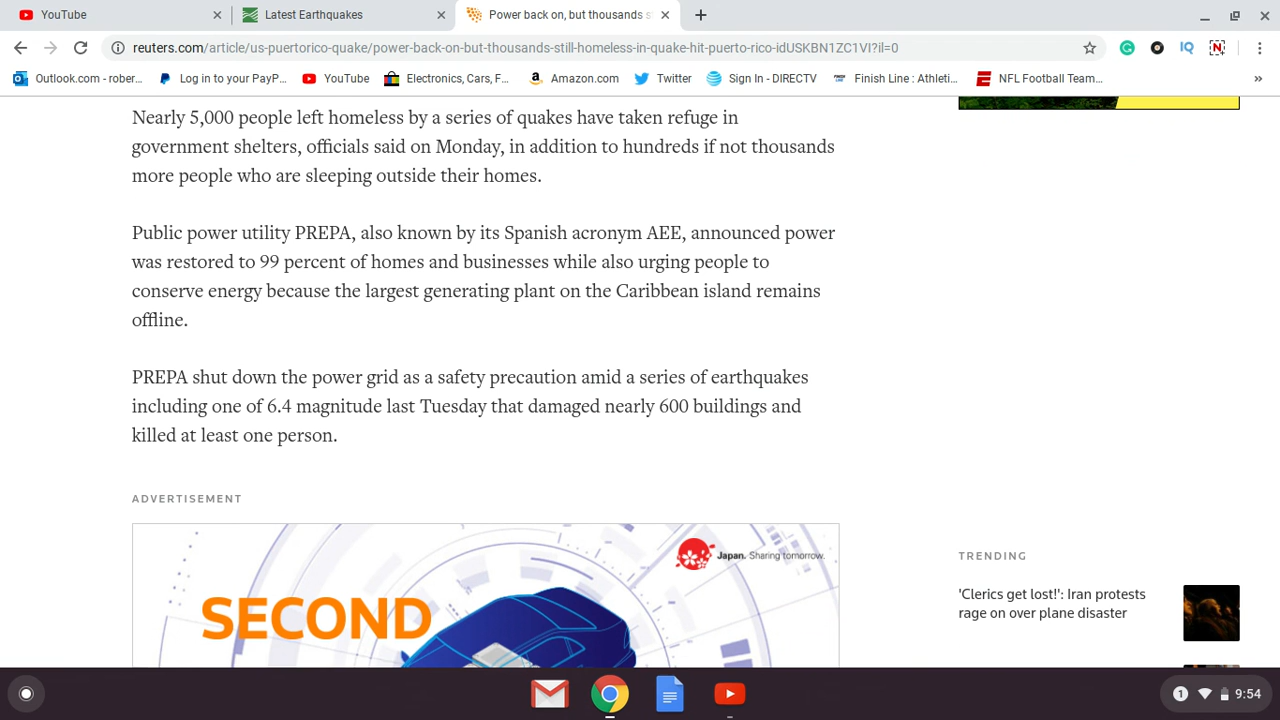 YouTube
Latest Earthquakes
Power back on, but thousands s
reuters.com/article/us-puertorico-quake/power-back-on-but-thousands-still-homeless-in-quake-hit-puerto-rico-idUSKBN1ZC1VI?il=0
IQ
N
Outlook.com - rober...
Log in to your PayP...
YouTube
Electronics, Cars, F...
Amazon.com
Twitter
Sign In - DIRECTV
Finish Line : Athleti...
NFL Football Team...
»
Nearly 5,000 people left homeless by a series of quakes have taken refuge in
government shelters, officials said on Monday, in addition to hundreds if not thousands
more people who are sleeping outside their homes.
Public power utility PREPA, also known by its Spanish acronym AEE, announced power
was restored to 99 percent of homes and businesses while also urging people to
conserve energy because the largest generating plant on the Caribbean island remains
offline.
PREPA shut down the power grid as a safety precaution amid a series of earthquakes
including one of 6.4 magnitude last Tuesday that damaged nearly 600 buildings and
killed at least one person.
ADVERTISEMENT
Japan. Sharing tomorrow.
SECOND
TRENDING
'Clerics get lost!': Iran protests
rage on over plane disaster
1
9:54